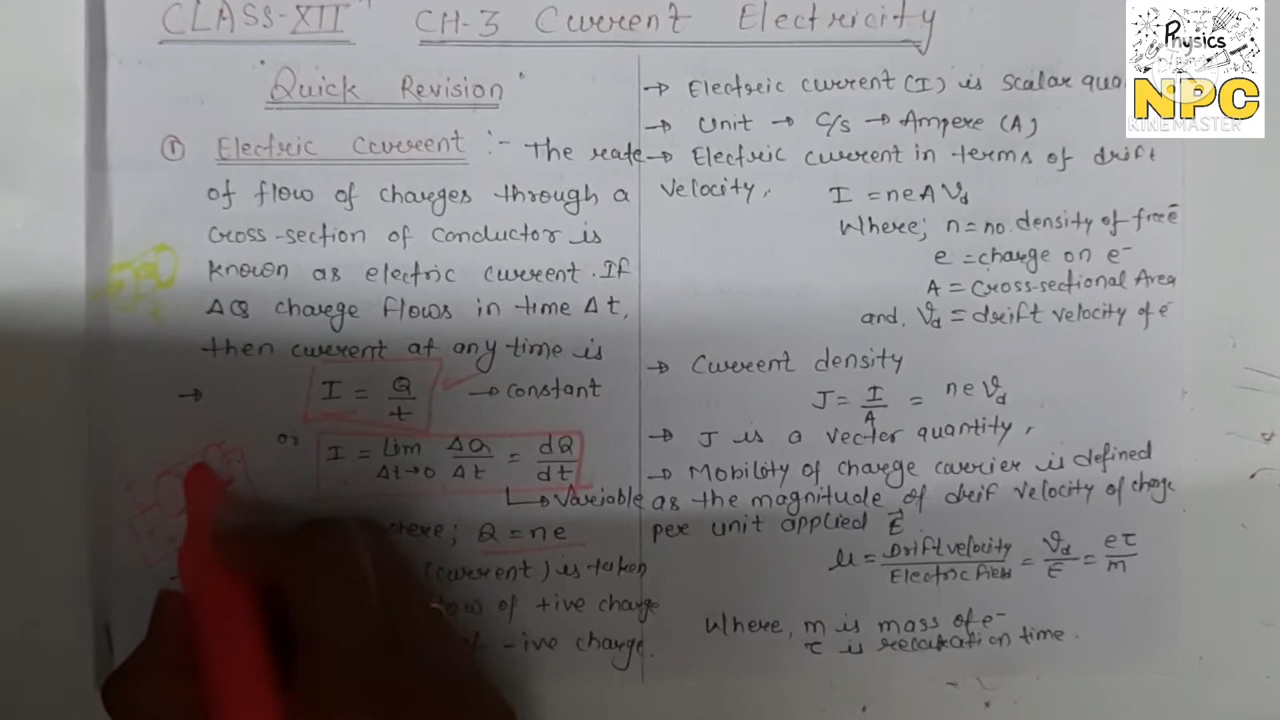 CLASS-XII CH-3 Current Electricity
"Quick Revision"
① Electric Current :- The rate
of flow of charges through a
cross-section of conductor is
known as electric current. If
ΔQ charge flows in time Δt,
then current at any time is
→ I = Q/t → constant
or I = Lim Δt→0 ΔQ/Δt = dQ/dt
↳ Variable
where; Q = ne
(current) is taken
flow of +ive charge
-ive charge.
→ Electric current (I) is scalar qua
→ Unit → C/s → Ampere (A)
→ Electric current in terms of drift
velocity, I = neAVd
Where; n = no. density of free e⁻
e = charge on e⁻
A = Cross-sectional Area
and, Vd = drift velocity of e⁻
→ Current density
J = I/A = neVd
→ J is a vector quantity,
→ Mobility of charge carrier is defined
as the magnitude of drif velocity of charge
per unit applied E⃗
μ = Drift velocity/Electric field = Vd/E = eτ/m
Where, m is mass of e⁻
τ is relaxation time.
Physics
NPC
KINEMASTER